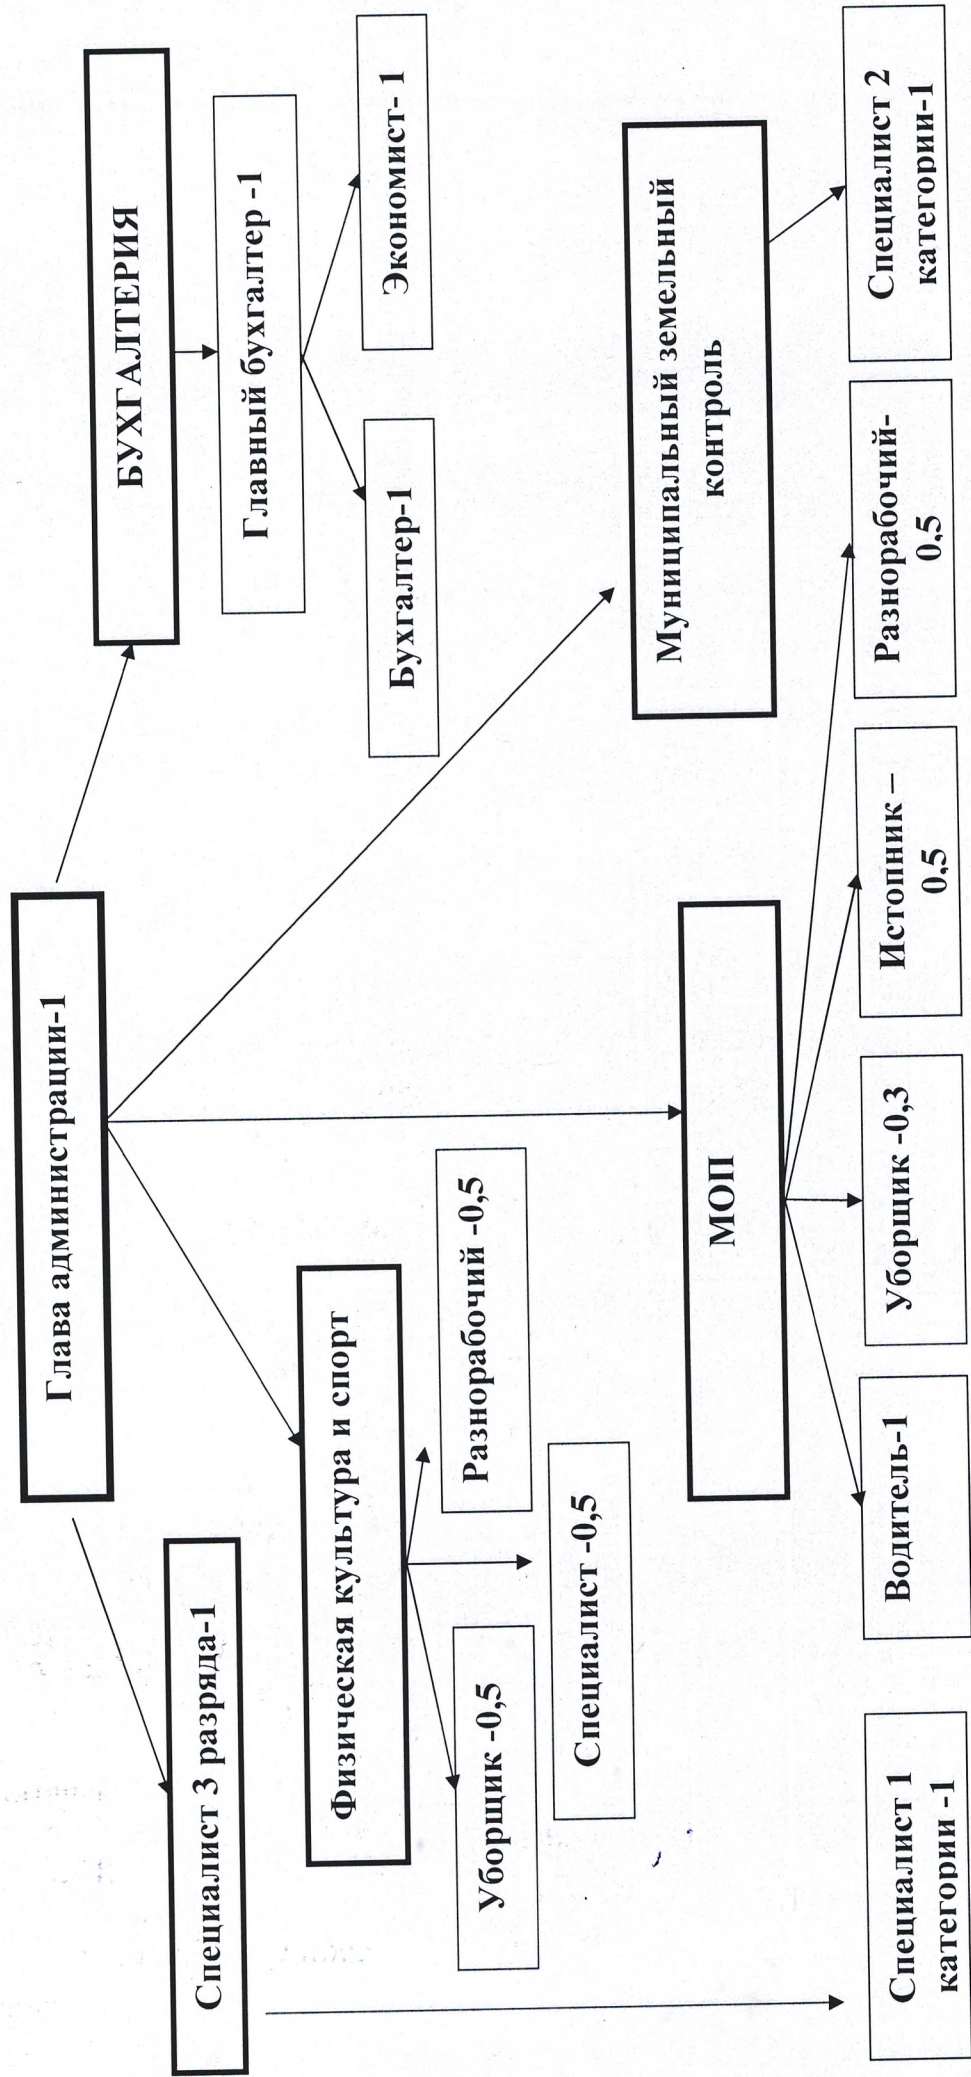 Глава администрации-1
БУХГАЛТЕРИЯ
Специалист 3 разряда-1
Главный бухгалтер -1
Физическая культура и спорт
Бухгалтер-1
Экономист- 1
Уборщик -0,5
Разнорабочий -0,5
Специалист -0,5
МОП
Муниципальный земельный
контроль
Специалист 1
категории -1
Водитель-1
Уборщик -0,3
Истопник –
0,5
Разнорабочий-
0,5
Специалист 2
категории-1